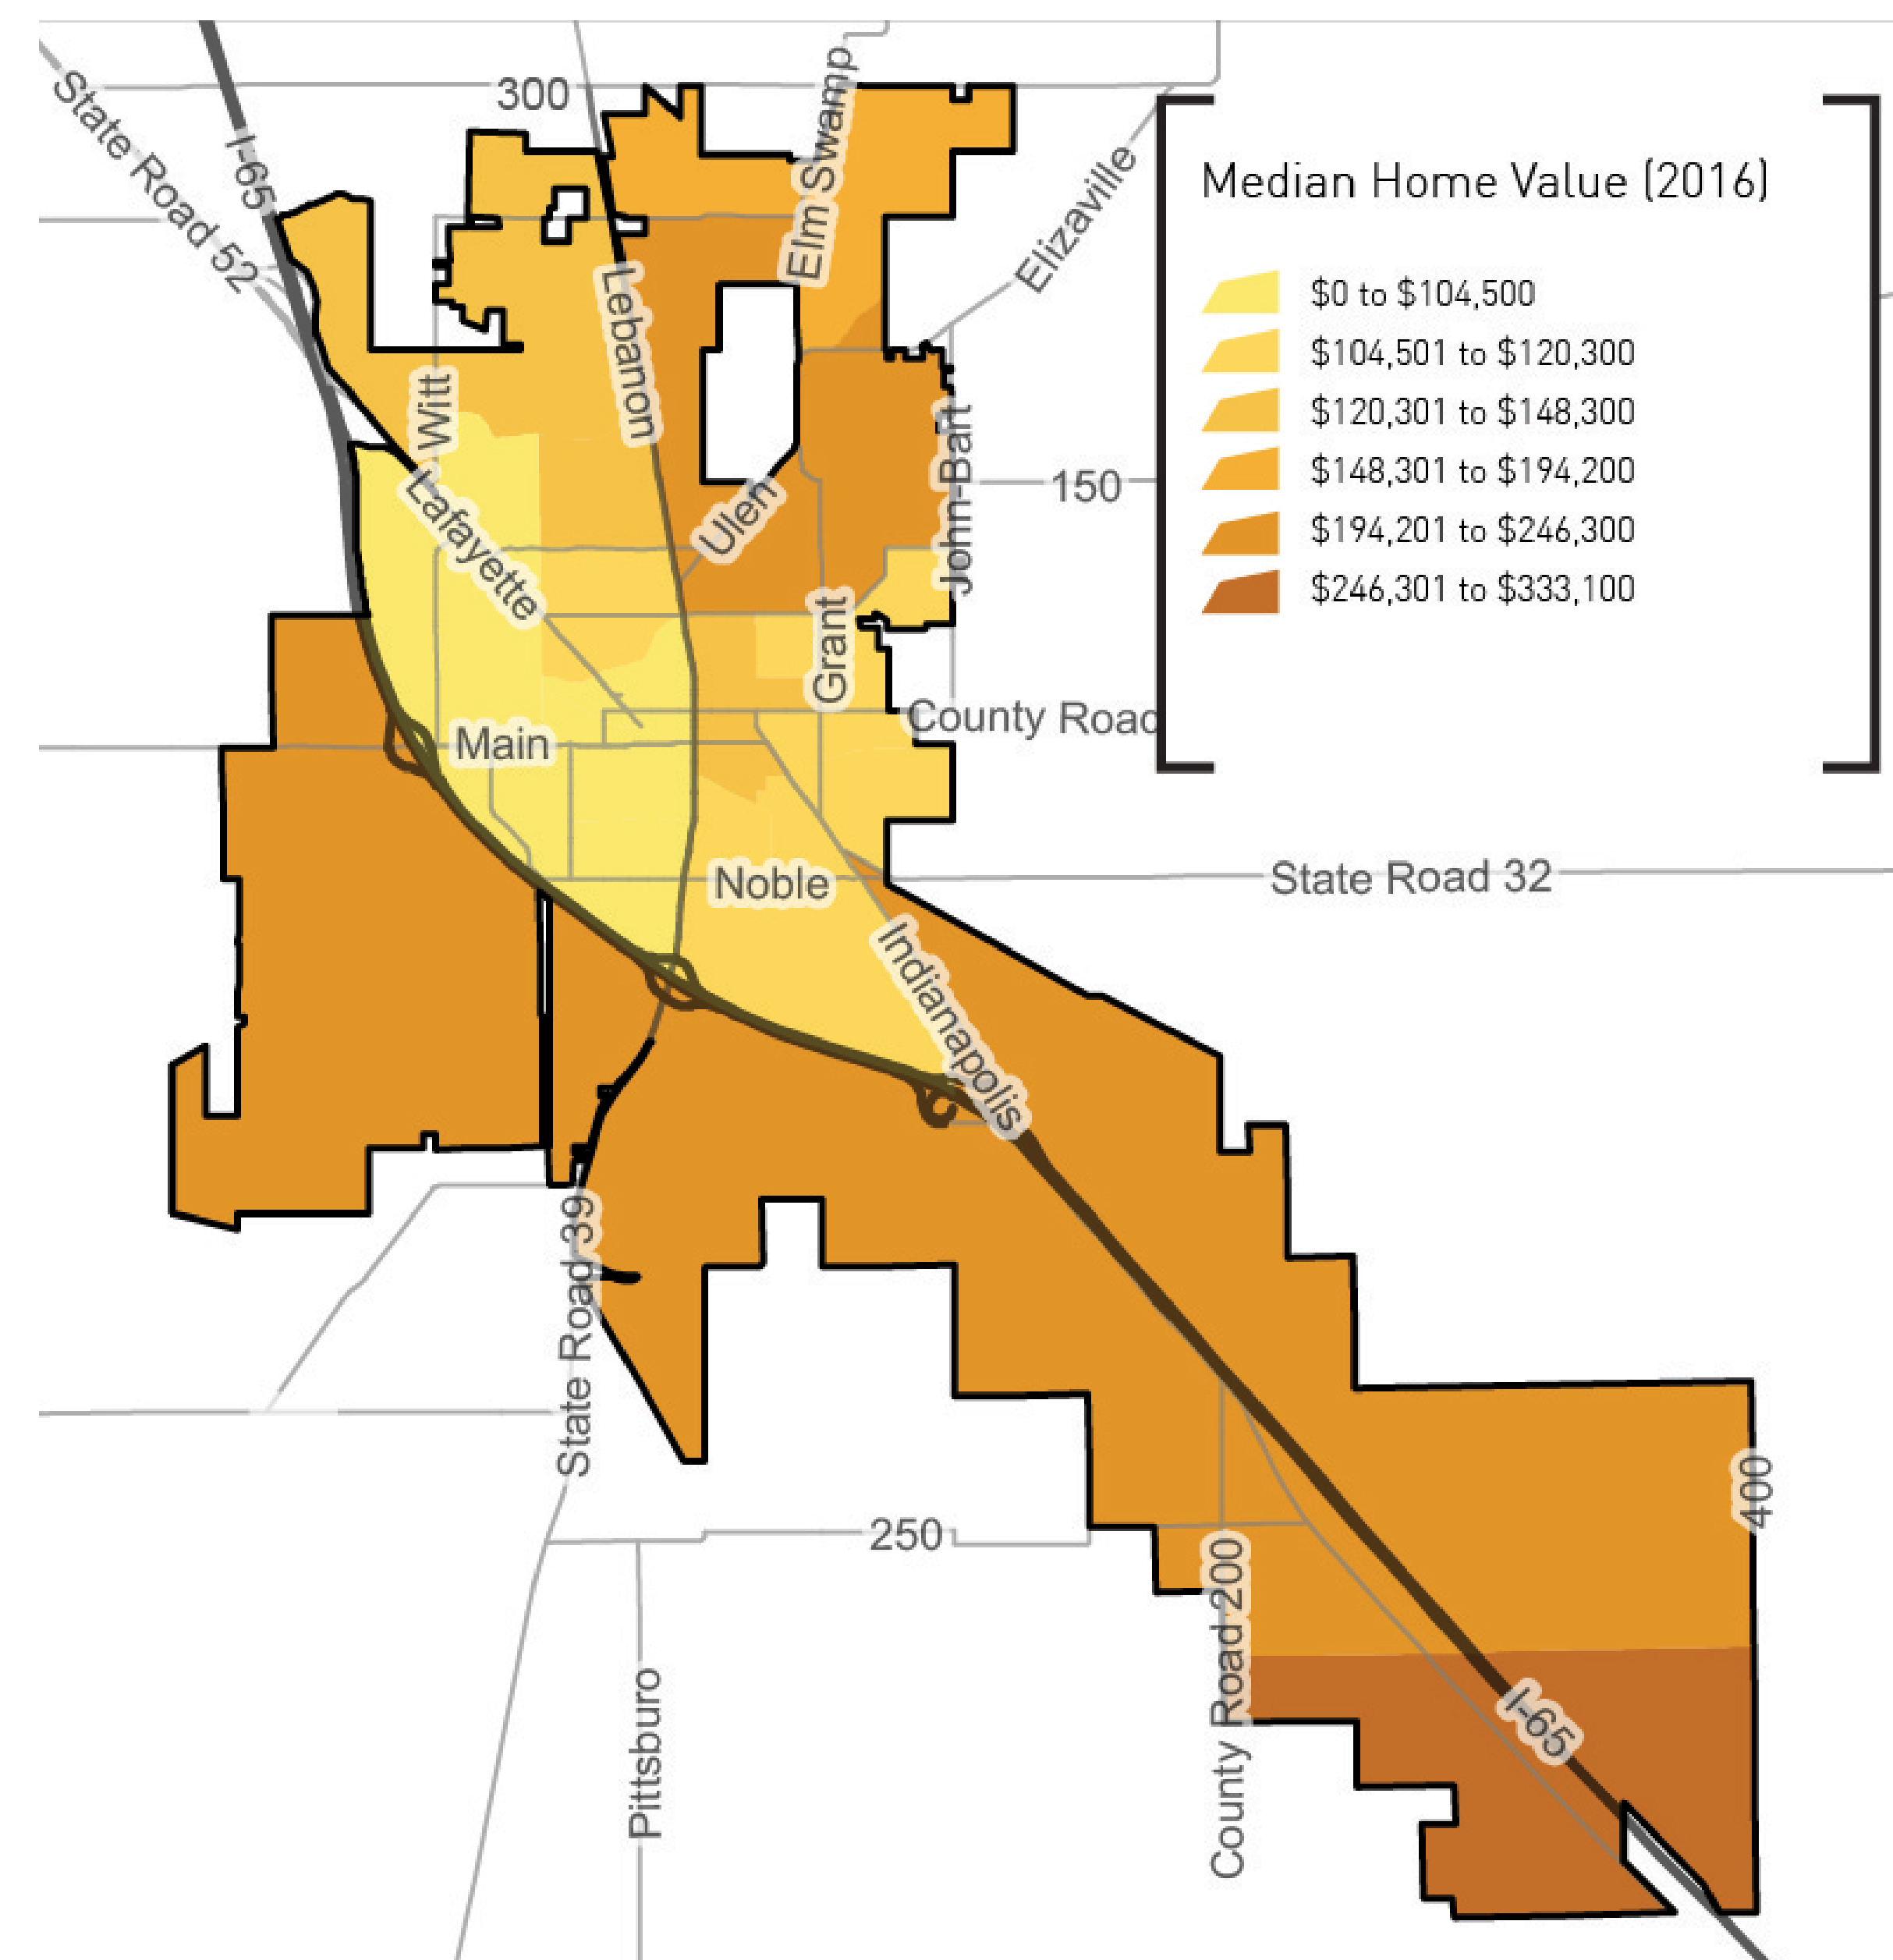 300
State Road 52
I-65
Elm Swamp
Elizaville
Median Home Value (2016)
$0 to $104,500
$104,501 to $120,300
$120,301 to $148,300
$148,301 to $194,200
$194,201 to $246,300
$246,301 to $333,100
Lebanon
Witt
Lafayette
Ulen
John-Bart
150
Grant
County Road
Main
Noble
State Road 32
Indianapolis
State Road 39
400
250
County Road 200
Pittsburo
I-65